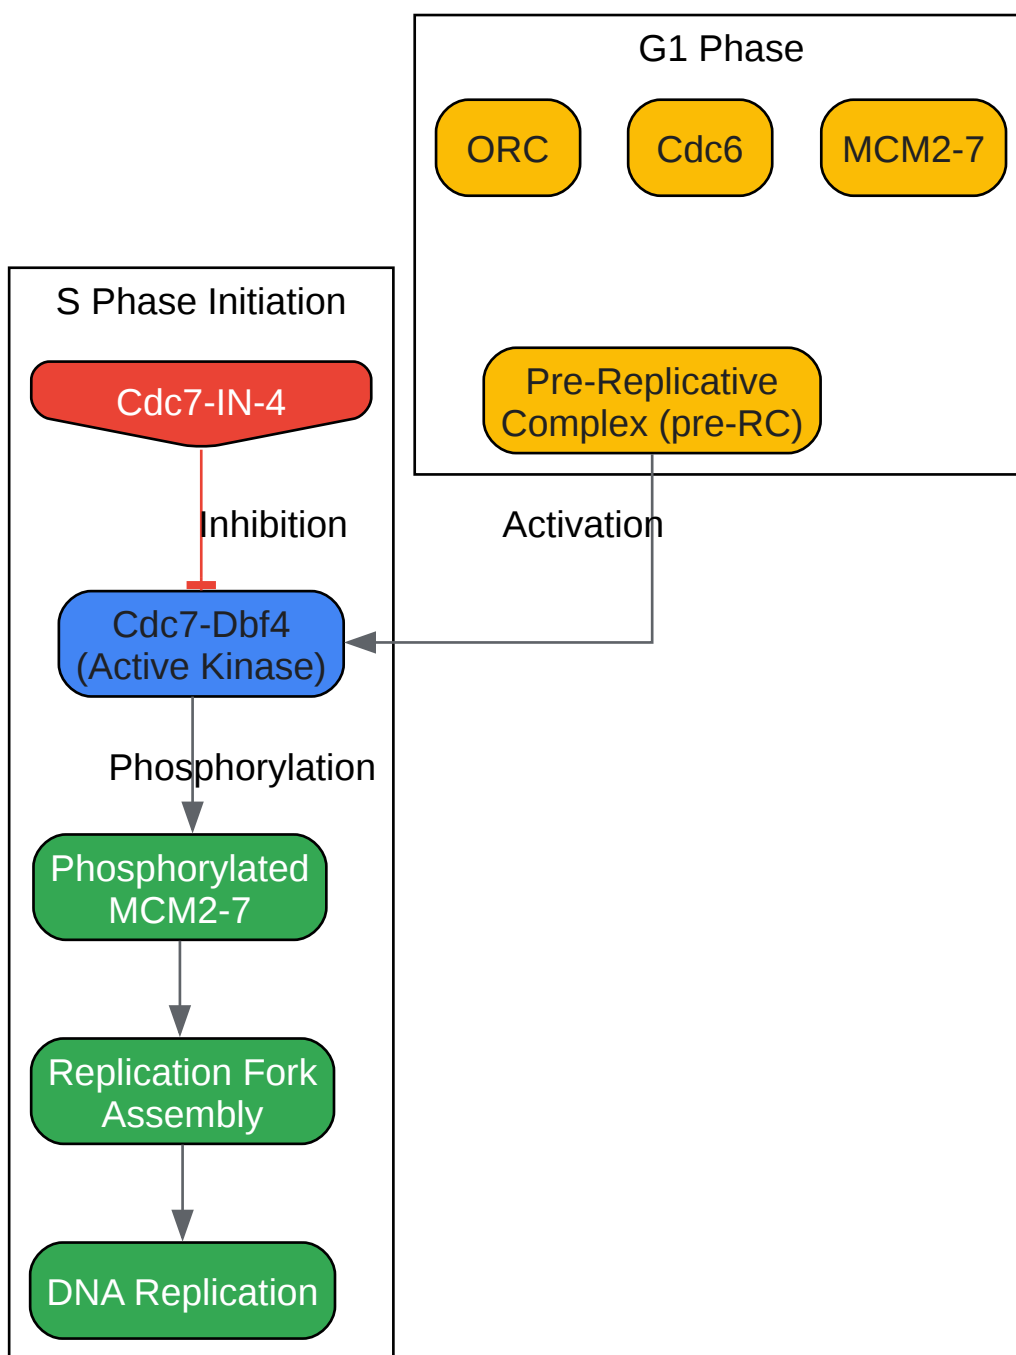 G1 Phase
ORC
Cdc6
MCM2-7
Pre-Replicative
Complex (pre-RC)
Activation
S Phase Initiation
Cdc7-IN-4
Inhibition
Cdc7-Dbf4
(Active Kinase)
Phosphorylation
Phosphorylated
MCM2-7
Replication Fork
Assembly
DNA Replication